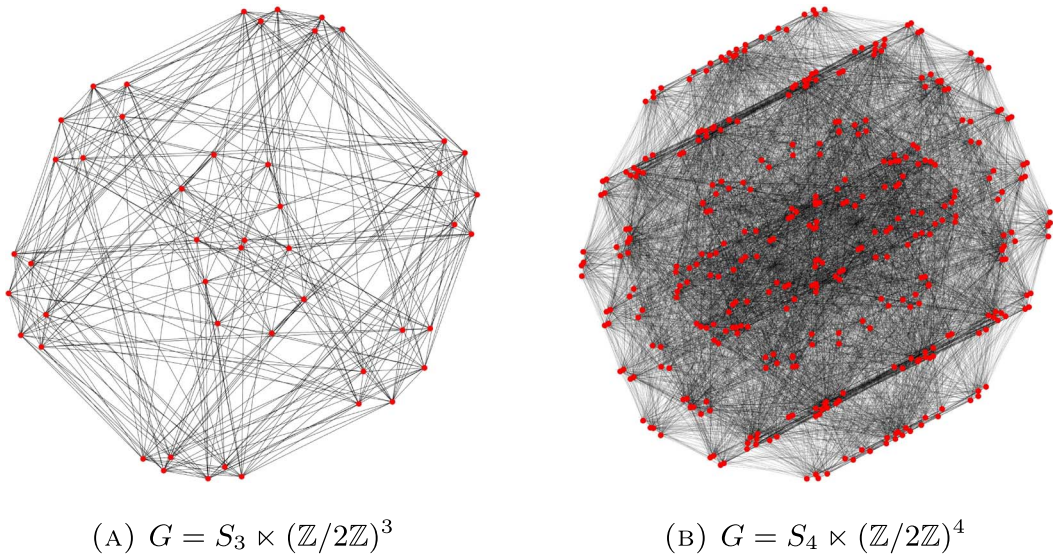 (A) G = S₃ ⋉ (ℤ/2ℤ)³
(B) G = S₄ ⋉ (ℤ/2ℤ)⁴